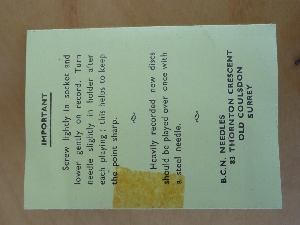 IMPORTANT
Screw lightly in socket and
lower gently on record. Turn
needle slightly in holder after
each playing ; this helps to keep
the point sharp.
Heavily recorded new discs
should be played over once with
a steel needle.
B.C.N. NEEDLES
83 THORNTON CRESCENT
OLD COULSDON
SURREY